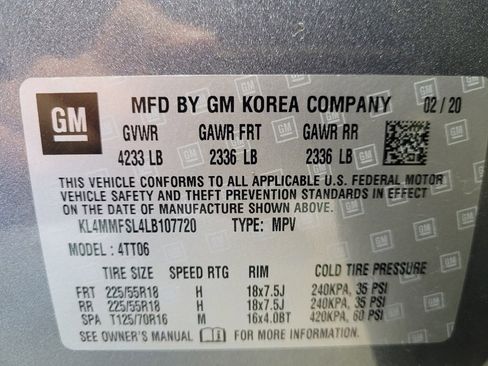 GM MFD BY GM KOREA COMPANY 02/20
GVWR GAWR FRT GAWR RR
4233 LB 2336 LB 2336 LB
THIS VEHICLE CONFORMS TO ALL APPLICABLE U.S. FEDERAL MOTOR
VEHICLE SAFETY AND THEFT PREVENTION STANDARDS IN EFFECT
ON THE DATE OF MANUFACTURE SHOWN ABOVE.
KL4MMFSL4LB107720 TYPE: MPV
MODEL: 4TT06
TIRE SIZE SPEED RTG RIM COLD TIRE PRESSURE
FRT 225/55R18 H 18x7.5J 240KPA, 35 PSI
RR 225/55R18 H 18x7.5J 240KPA, 35 PSI
SPA T125/70R16 M 16x4.0BT 420KPA, 60 PSI
SEE OWNER'S MANUAL FOR MORE INFORMATION